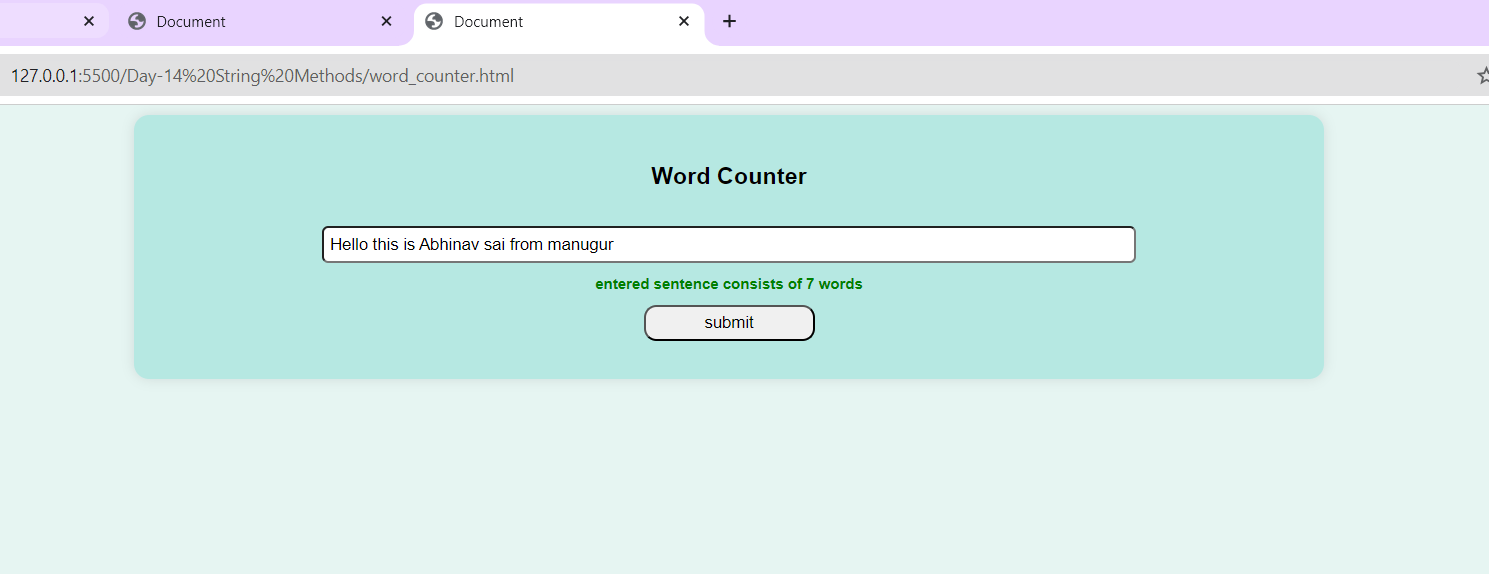 Document
Document
127.0.0.1:5500/Day-14%20String%20Methods/word_counter.html
Word Counter
Hello this is Abhinav sai from manugur
entered sentence consists of 7 words
submit